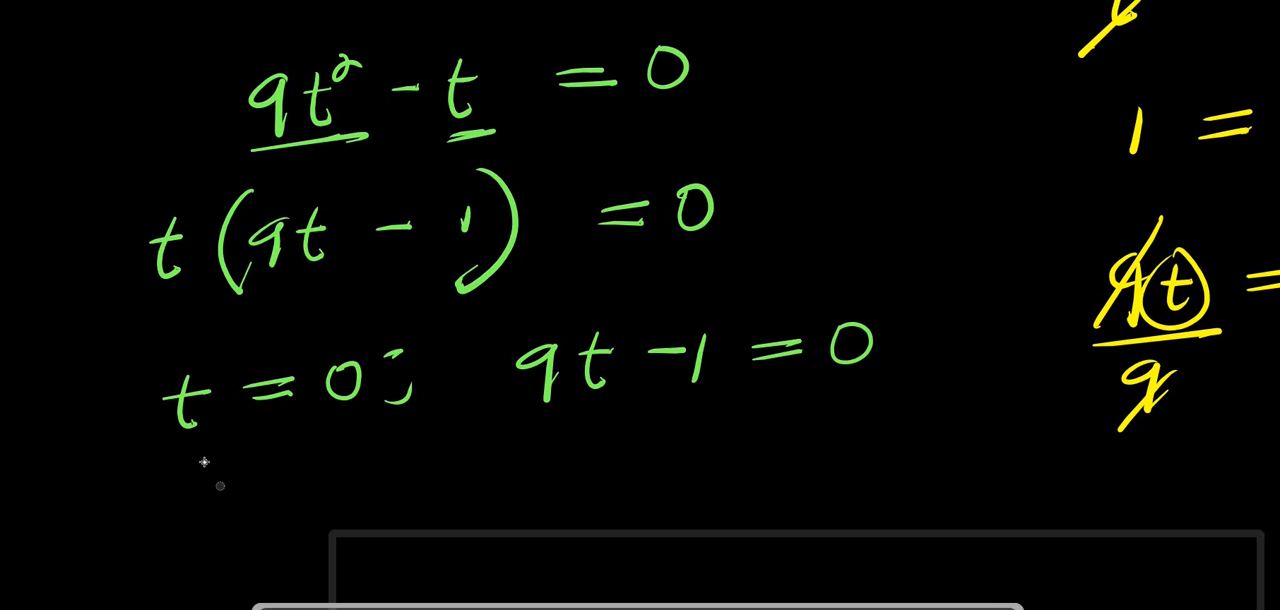 9t² - t = 0
t(9t - 1) = 0
t = 0; 9t - 1 = 0
1 =
9t =
9